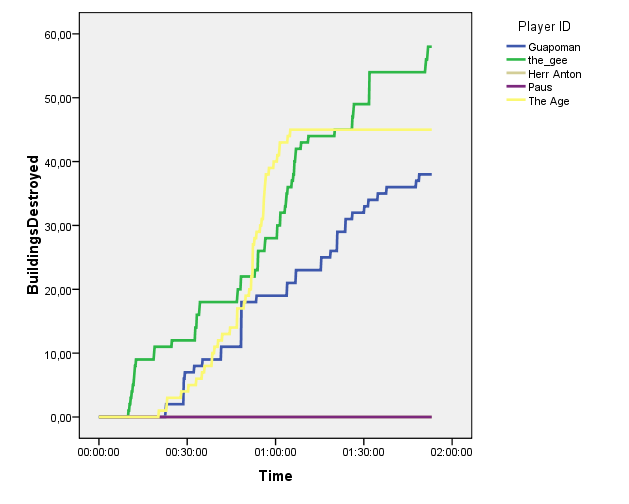 Player ID
Guapoman
the_gee
Herr Anton
Paus
The Age
BuildingsDestroyed
60,00
50,00
40,00
30,00
20,00
10,00
0,00
00:00:00
00:30:00
01:00:00
01:30:00
02:00:00
Time